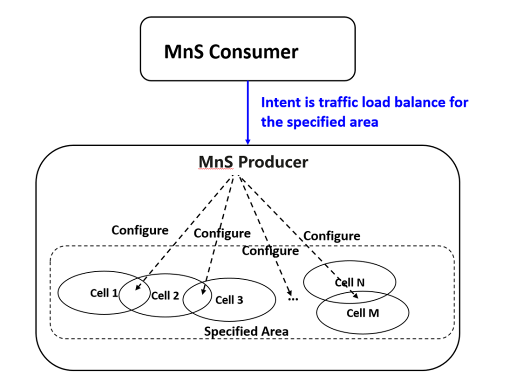 MnS Consumer
Intent is traffic load balance for
the specified area
MnS Producer
Configure
Configure
Configure
Configure
Cell 1
Cell 2
Cell 3
...
Cell N
Cell M
Specified Area